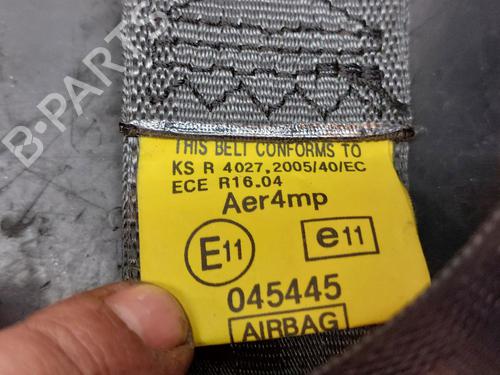 B-PARTS
THIS BELT CONFORMS TO
KS R 4027,2005/40/EC
ECE R16.04
Aer4mp
E11 e11
045445
AIRBAG